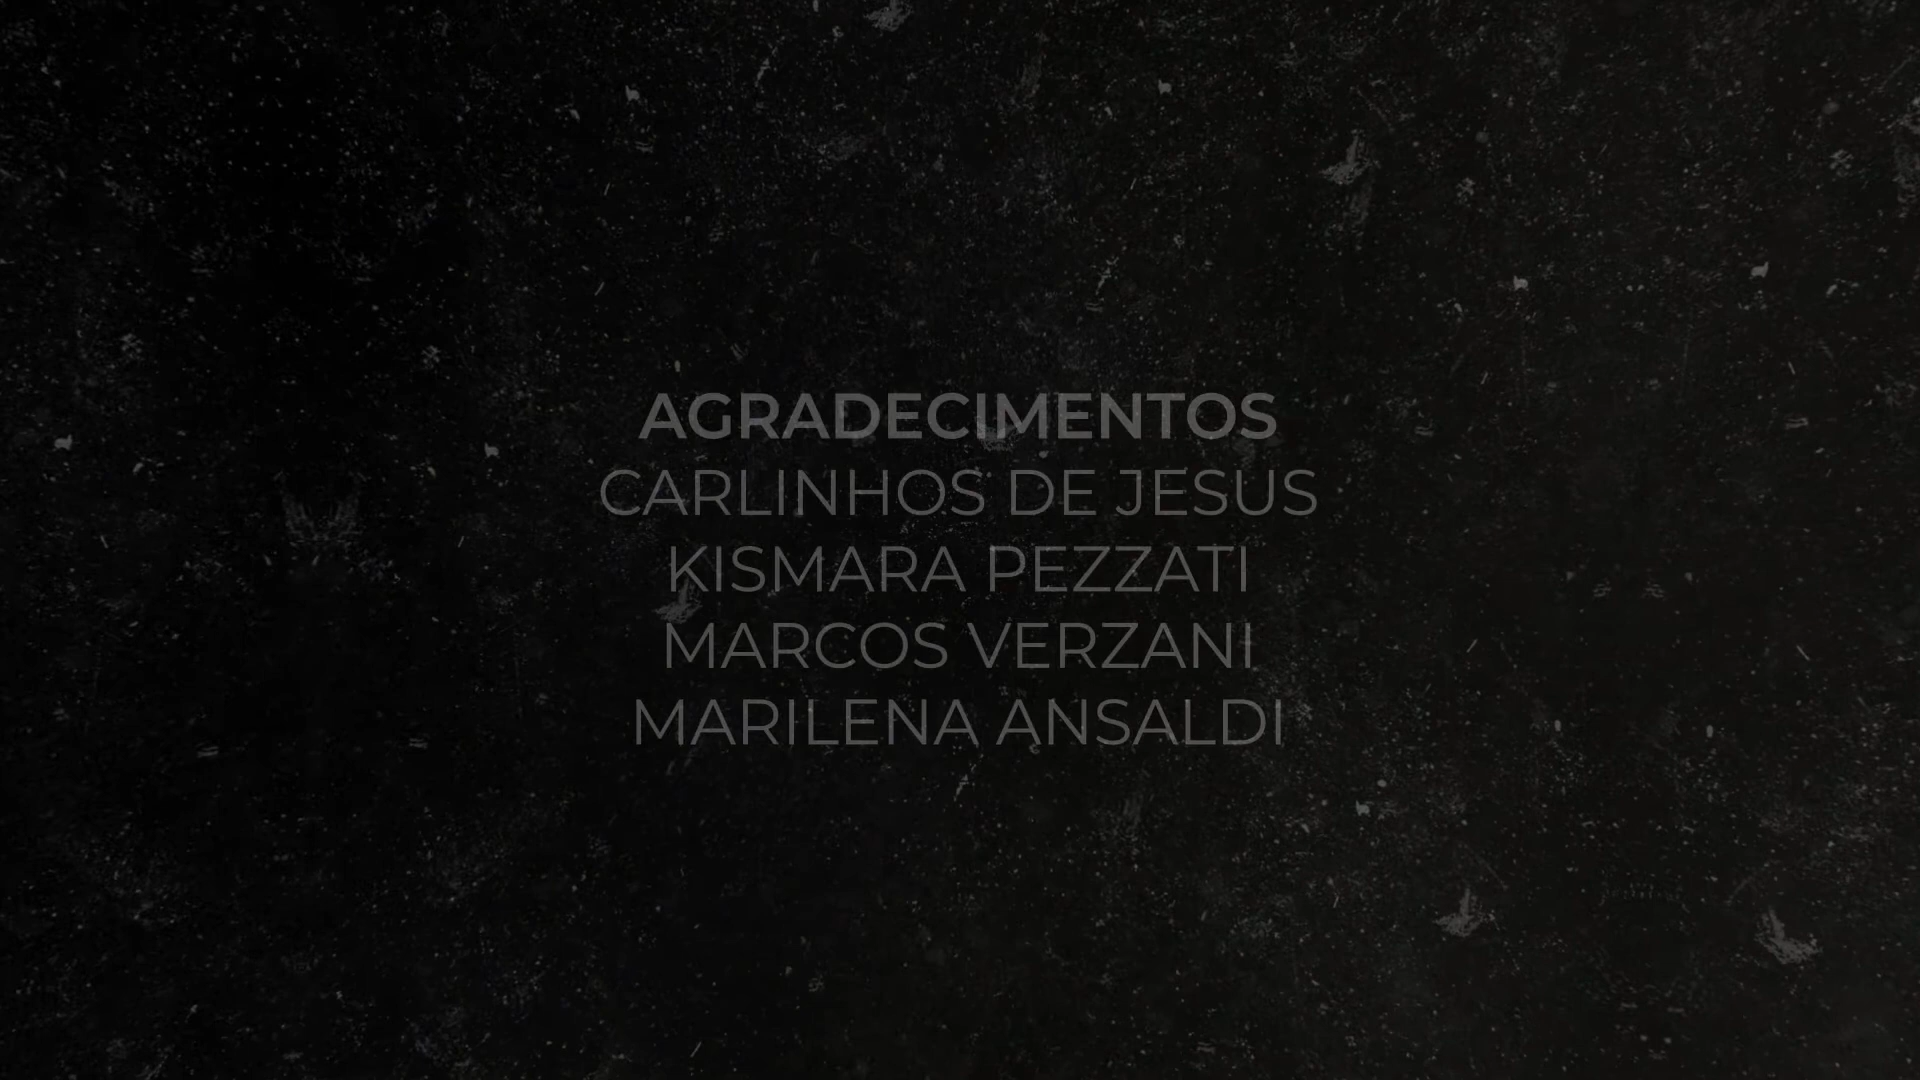 AGRADECIMENTOS
CARLINHOS DE JESUS
KISMARA PEZZATI
MARCOS VERZANI
MARILENA ANSALDI